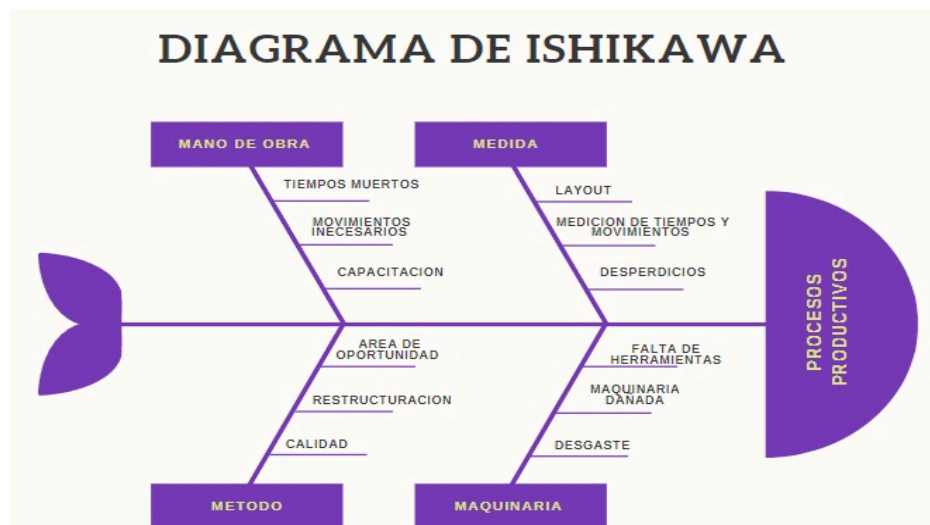 DIAGRAMA DE ISHIKAWA
MANO DE OBRA
TIEMPOS MUERTOS
MOVIMIENTOS
INECESARIOS
CAPACITACION
MEDIDA
LAYOUT
MEDICION DE TIEMPOS Y
MOVIMIENTOS
DESPERDICIOS
PROCESOS
PRODUCTIVOS
AREA DE
OPORTUNIDAD
RESTRUCTURACION
CALIDAD
METODO
FALTA DE
HERRAMIENTAS
MAQUINARIA
DAÑADA
DESGASTE
MAQUINARIA